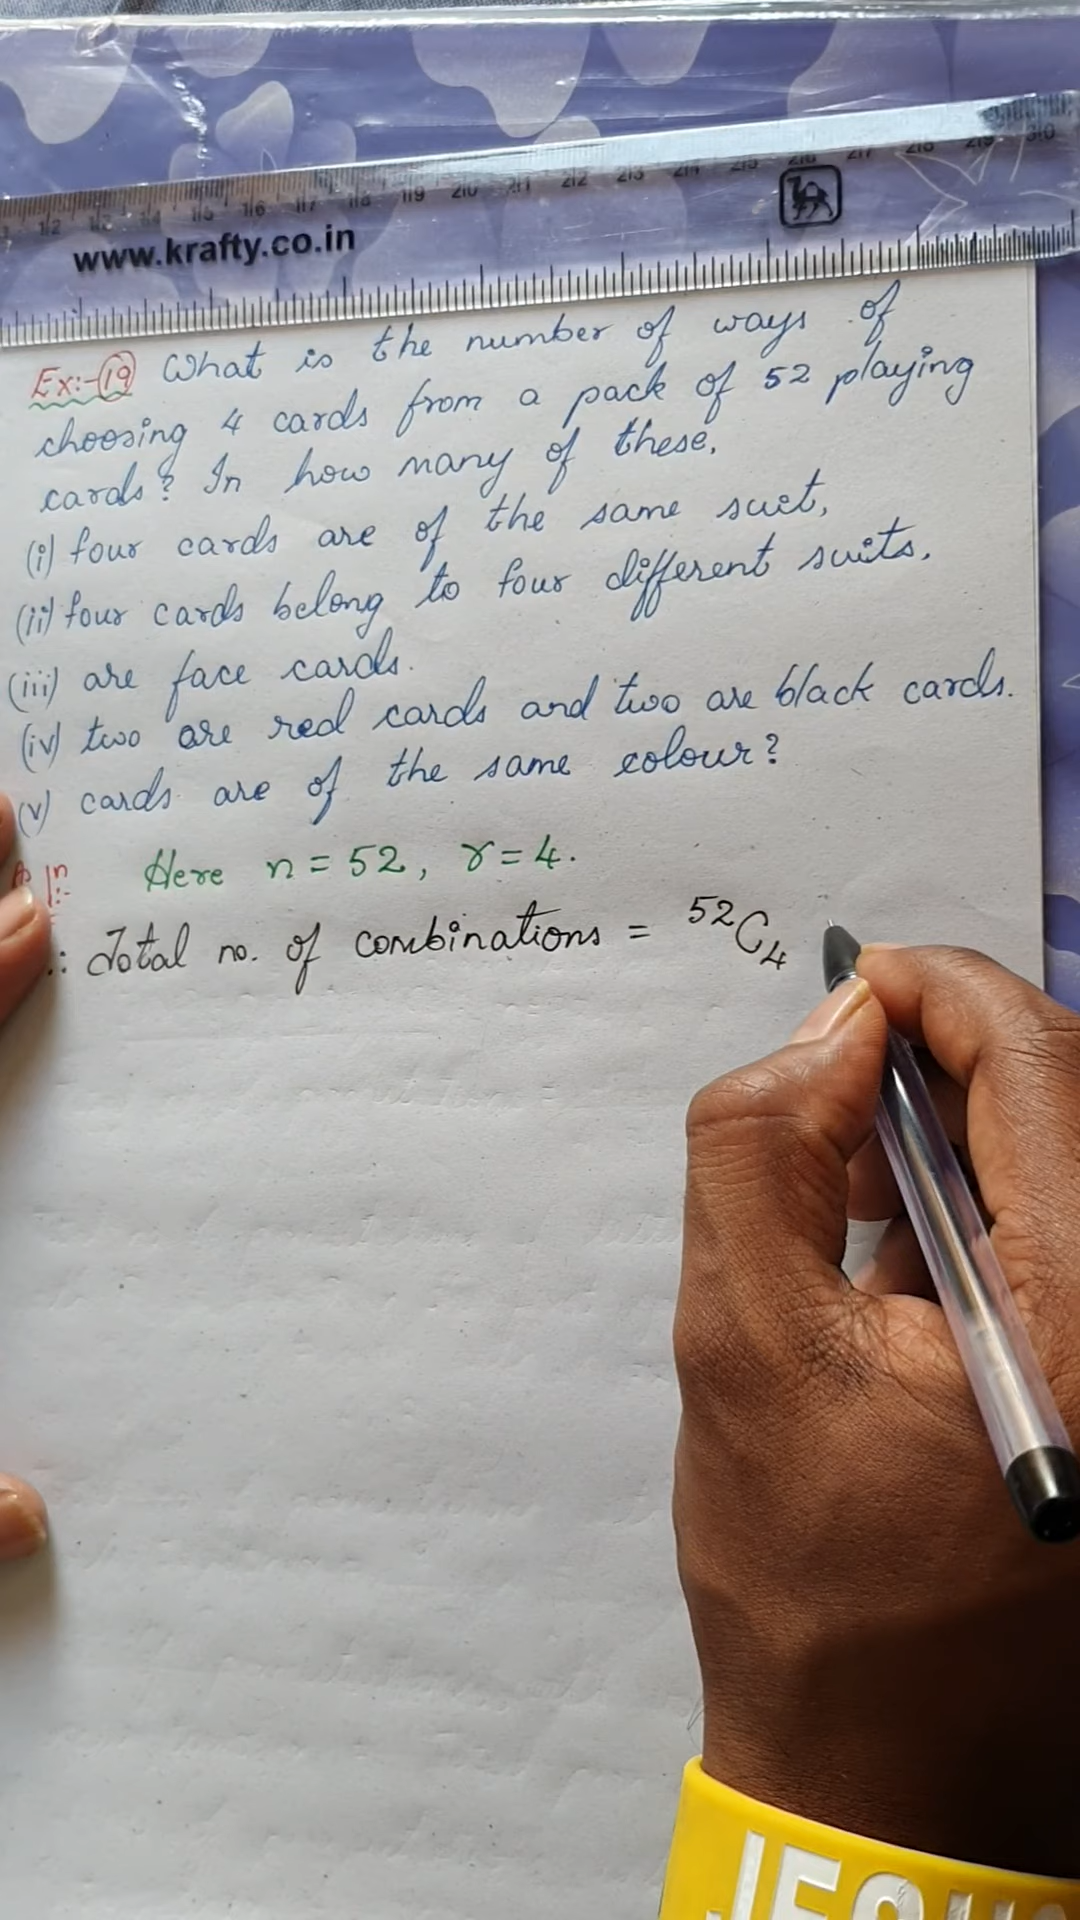 www.krafty.co.in
Ex:-19 What is the number of ways of
choosing 4 cards from a pack of 52 playing
cards? In how many of these,
(i) four cards are of the same suit,
(ii) four cards belong to four different suits,
(iii) are face cards.
(iv) two are red cards and two are black cards.
(v) cards are of the same colour?
Here n = 52, r = 4.
∴ Total no. of combinations = ⁵²C₄